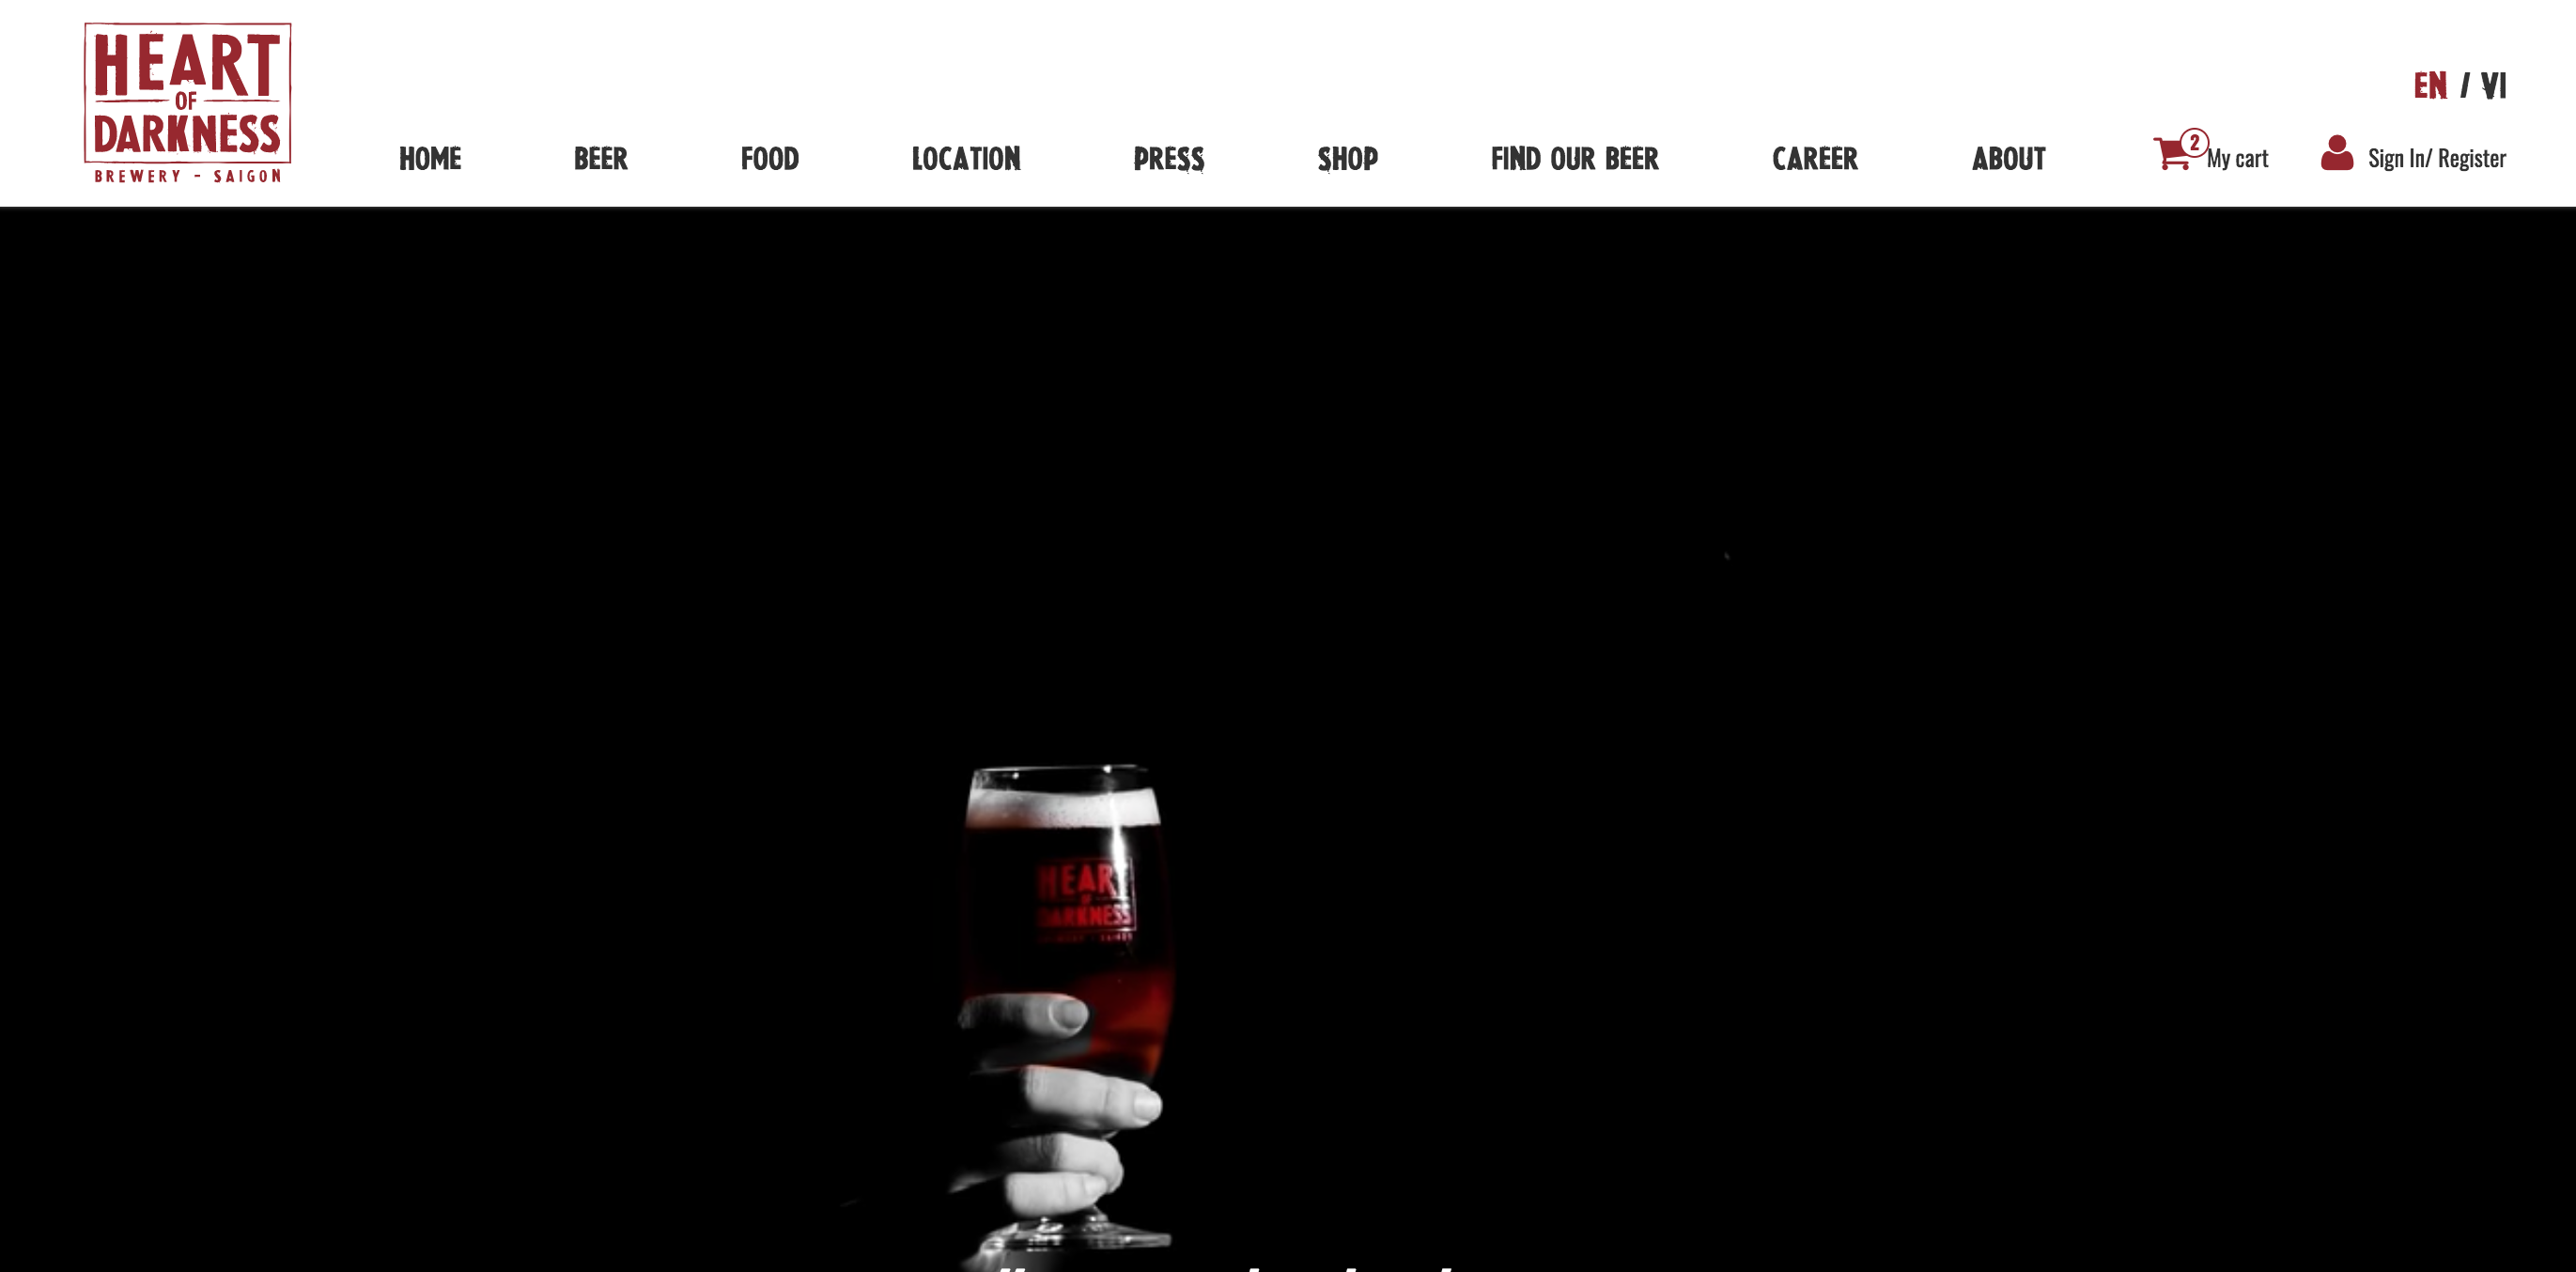 HEART
OF
DARKNESS
BREWERY - SAIGON
EN / VI
HOME BEER FOOD LOCATION PRESS SHOP FIND OUR BEER CAREER ABOUT 2 My cart Sign In/ Register
HEART
OF
DARKNESS